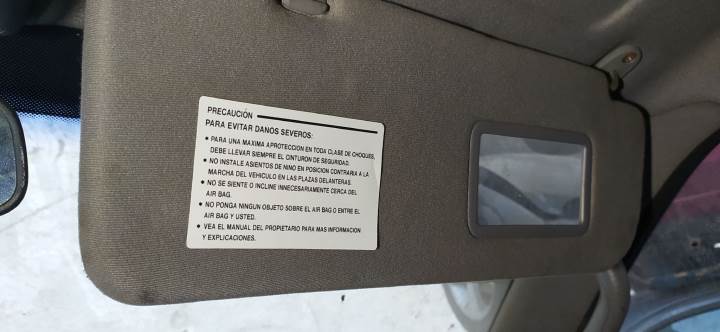 PRECAUCIÓN
PARA EVITAR DANOS SEVEROS:
• PARA UNA MAXIMA APROTECCION EN TODA CLASE DE CHOQUES,
DEBE LLEVAR SIEMPRE EL CINTURON DE SEGURIDAD.
• NO INSTALE ASIENTOS DE NINO EN POSICION CONTRARIA A LA
MARCHA DEL VEHICULO EN LAS PLAZAS DELANTERAS.
• NO SE SIENTE O INCLINE INNECESARIAMENTE CERCA DEL
AIR BAG.
• NO PONGA NINGUN OBJETO SOBRE EL AIR BAG O ENTRE EL
AIR BAG Y USTED.
• VEA EL MANUAL DEL PROPIETARIO PARA MAS INFORMACION
Y EXPLICACIONES.